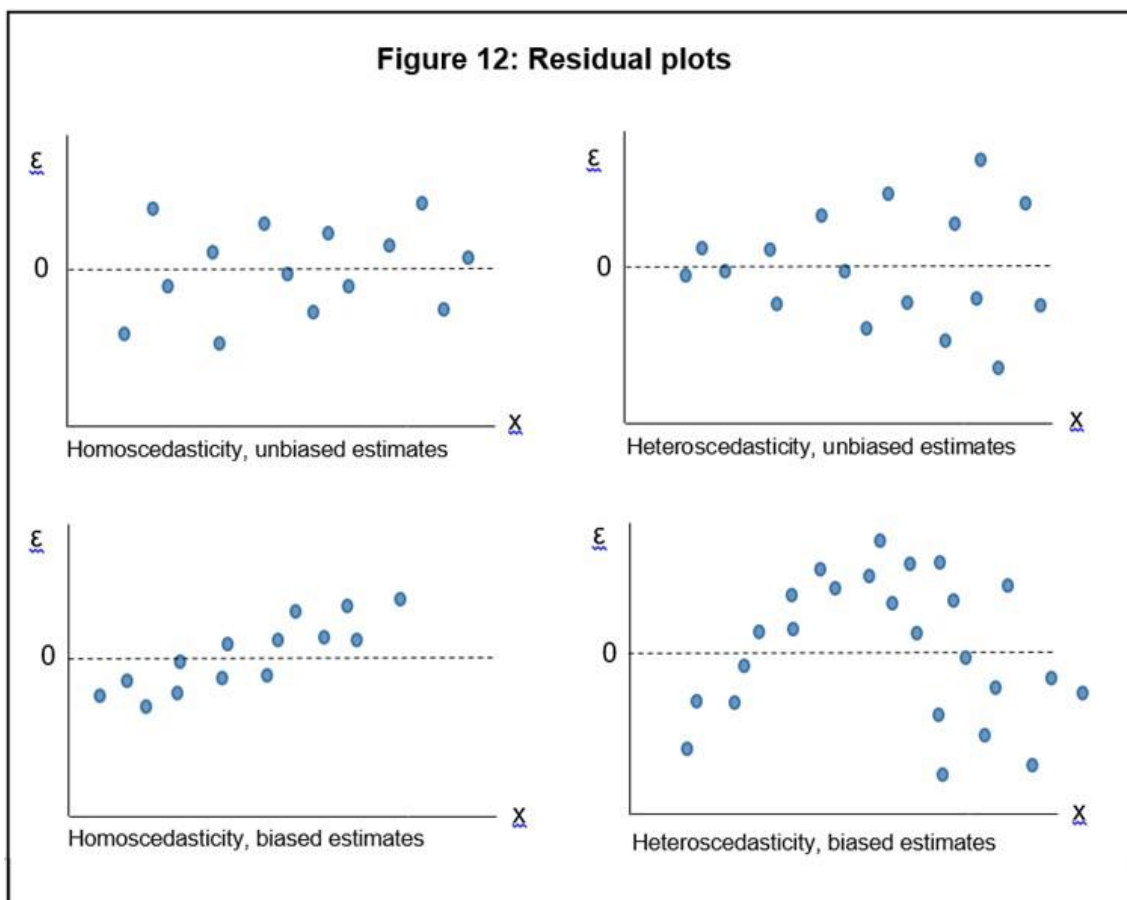 Figure 12: Residual plots
ε
0
x
Homoscedasticity, unbiased estimates
ε
0
x
Heteroscedasticity, unbiased estimates
ε
0
x
Homoscedasticity, biased estimates
ε
0
x
Heteroscedasticity, biased estimates